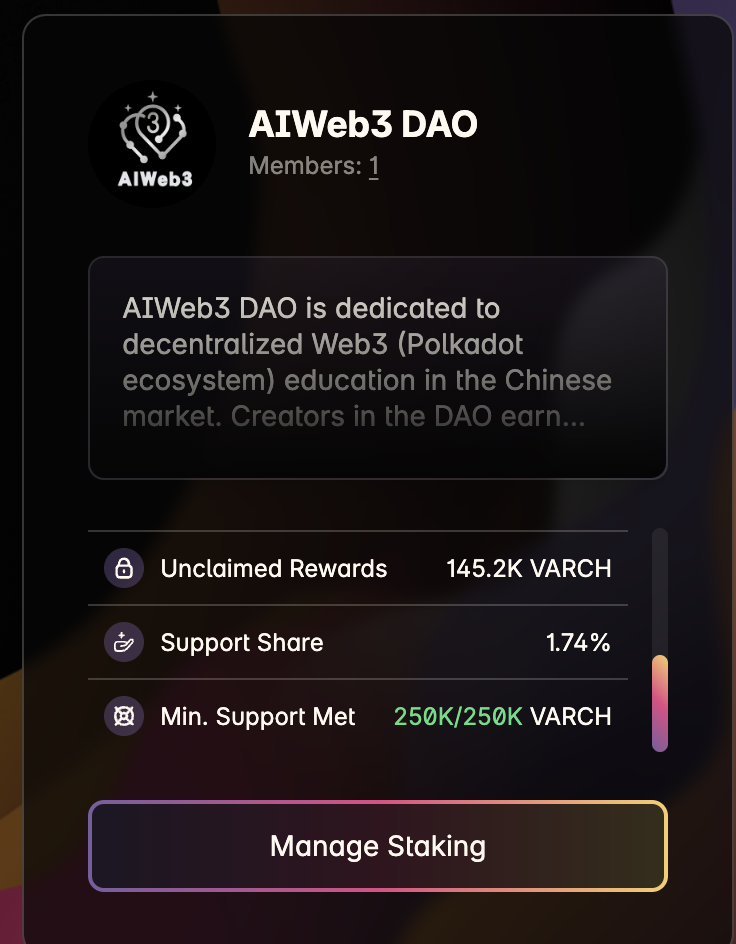 3
AIWeb3
AIWeb3 DAO
Members: 1
AIWeb3 DAO is dedicated to
decentralized Web3 (Polkadot
ecosystem) education in the Chinese
market. Creators in the DAO earn...
Unclaimed Rewards 145.2K VARCH
Support Share 1.74%
Min. Support Met 250K/250K VARCH
Manage Staking